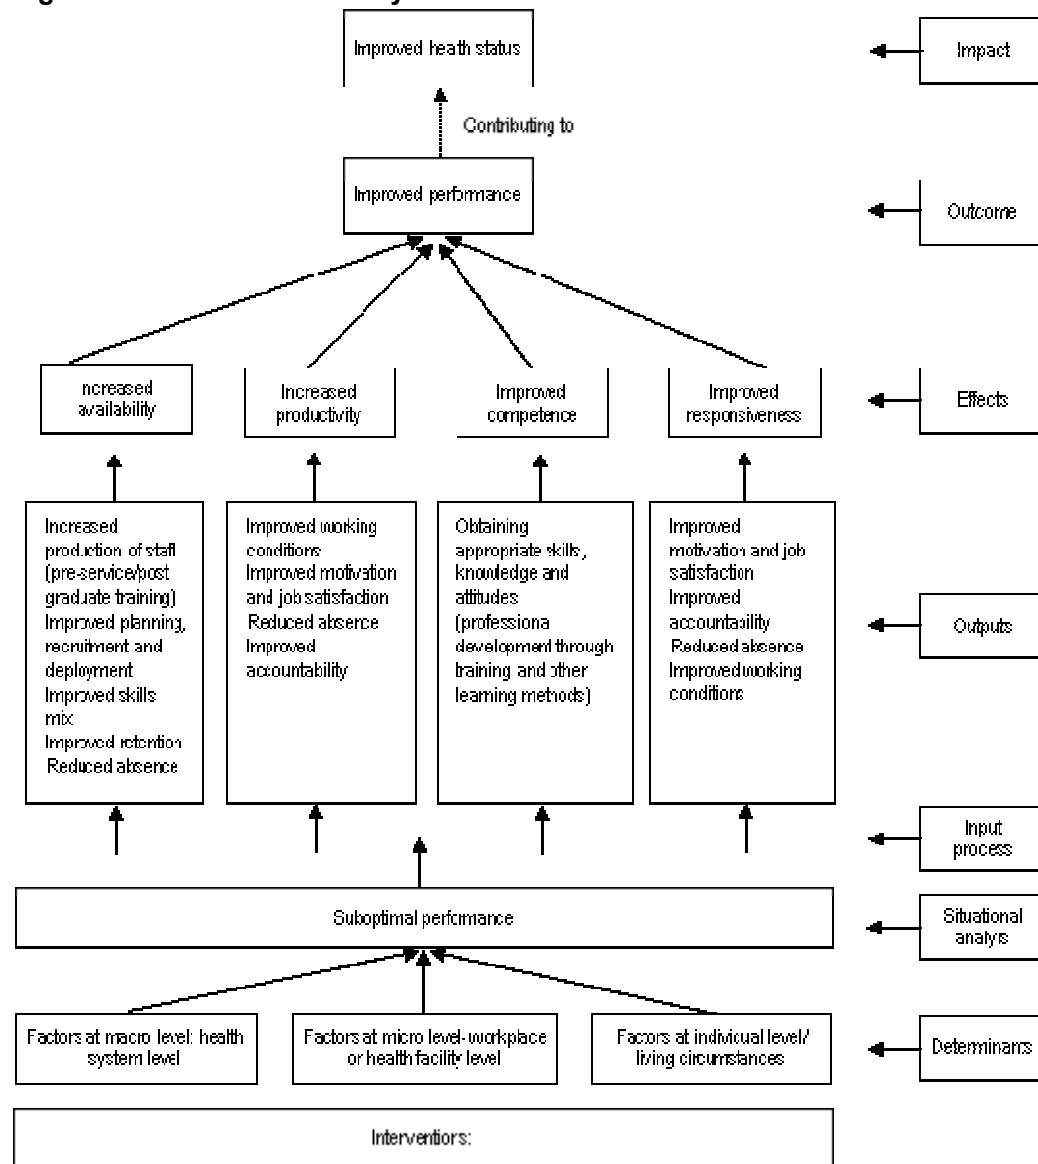 Improved heath status
Impact
Contributing to
Improved performance
Outcome
Increased
availability
Increased
productivity
Improved
competence
Improved
responsiveness
Effects
Increased
production of staff
(pre-service/post
graduate training)
Improved planning,
recruitment and
deployment
Improved skills
mix
Improved retention
Reduced absence
Improved working
conditions
Improved motivation
and job satisfaction
Reduced absence
Improved
accountability
Obtaining
appropriate skills,
knowledge and
attitudes
(professiona
development through
training and other
learning methods)
Improved
motivation and job
satisfaction
Improved
accountability
Reduced absence
Improved working
conditions
Outputs
Input
process
Suboptimal performance
Situational
analyis
Factors at macro level: health
system level
Factors at micro level-workplace
or health facility level
Factors at individual level/
living circumstances
Determinants
Interventiors: